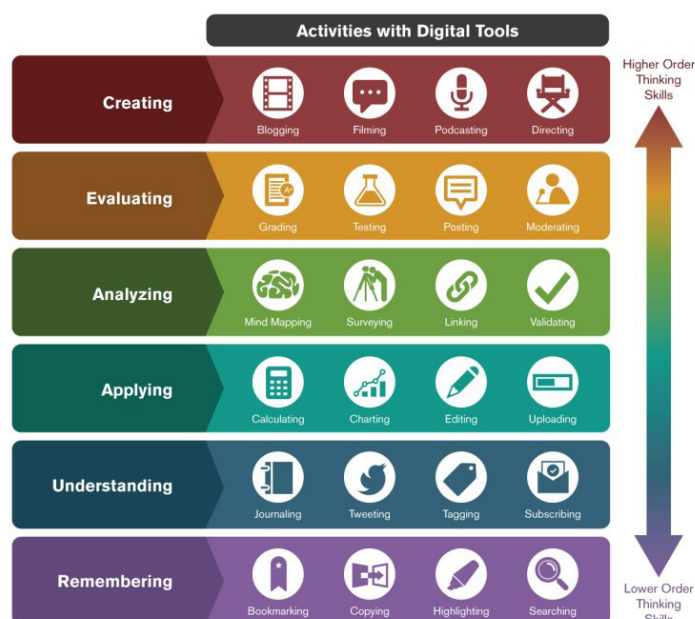 Activities with Digital Tools
Higher Order
Thinking
Skills
Creating
Blogging
Filming
Podcasting
Directing
Evaluating
A+
Grading
Testing
Posting
Moderating
Analyzing
Mind Mapping
Surveying
Linking
Validating
Applying
Calculating
Charting
Editing
Uploading
Understanding
Journaling
Tweeting
Tagging
Subscribing
Remembering
Bookmarking
Copying
Highlighting
Searching
Lower Order
Thinking
Skills